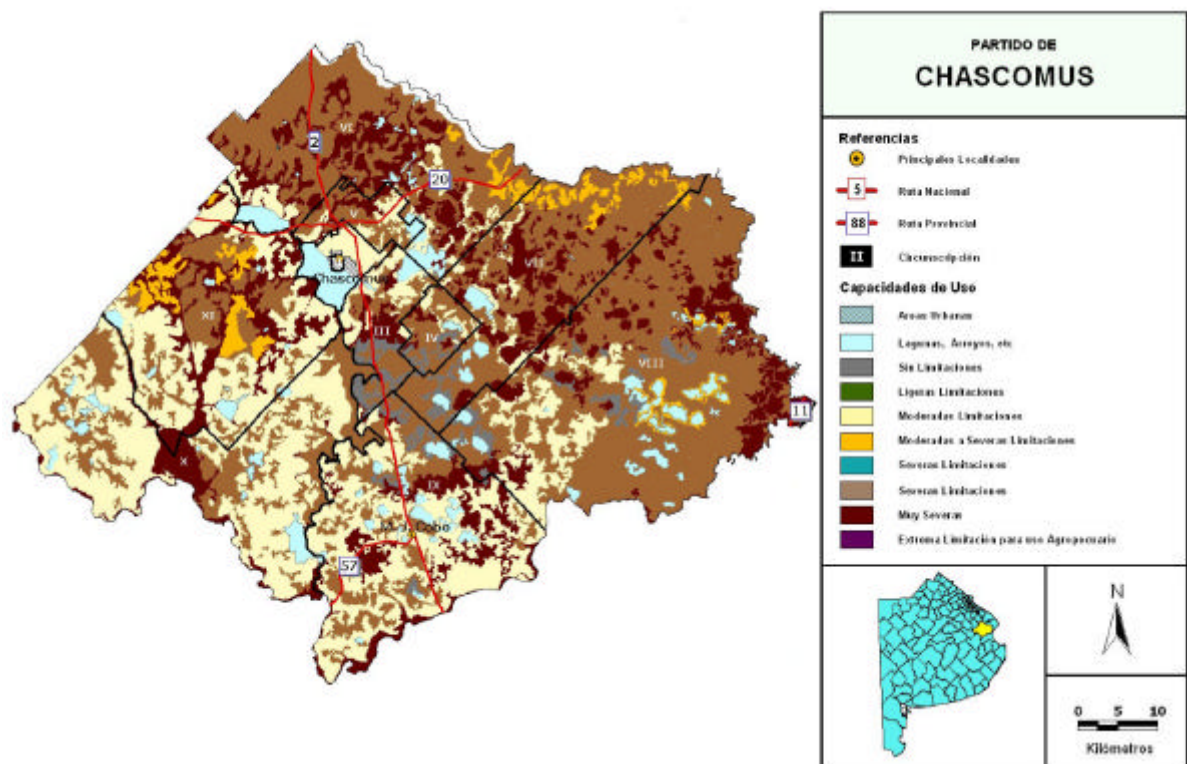 PARTIDO DE
CHASCOMUS
Referencias
Principales Localidades
5
Ruta Nacional
88
Ruta Provincial
II
Circunscripción
Capacidades de Uso
Areas Urbanas
Lagunas, Arroyos, etc
Sin Limitaciones
Ligeras Limitaciones
Moderadas Limitaciones
Moderadas a Severas Limitaciones
Severas Limitaciones
Severas Limitaciones
Muy Severas
Extrema Limitación para uso Agropecuario
N
0 5 10
Kilómetros
VI
2
20
V
Chascomus
VII
XI
III
IV
VIII
11
X
IX
Cobo
57